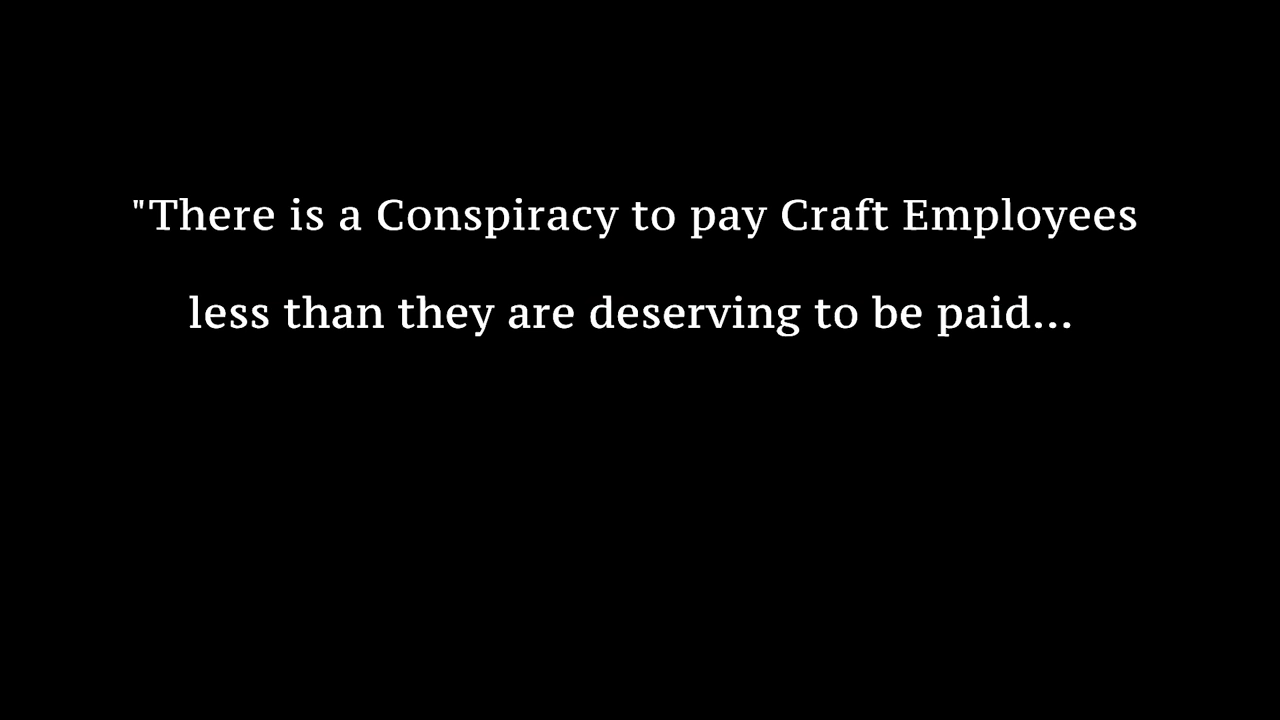 "There is a Conspiracy to pay Craft Employees
less than they are deserving to be paid...